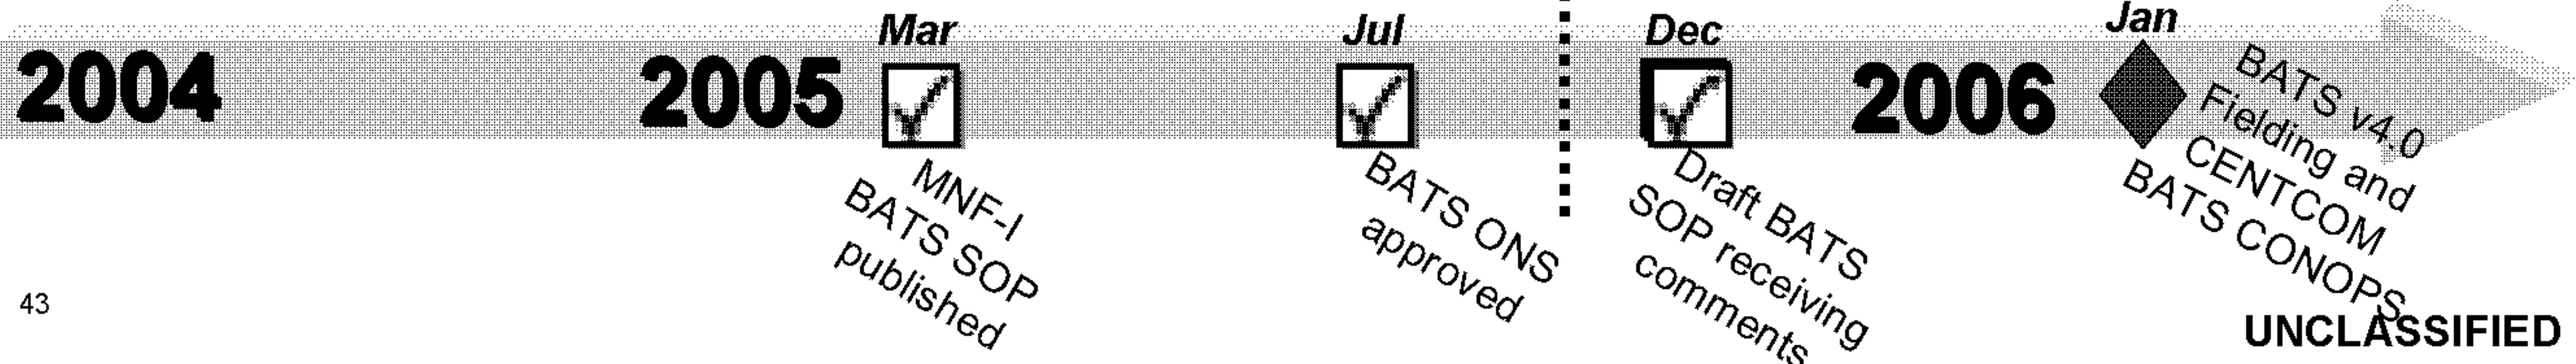 Mar
Jul
Dec
Jan
2004
2005
2006
MNF-I
BATS SOP
published
BATS ONS
approved
Draft BATS
SOP receiving
comments
BATS v4.0
Fielding and
CENTCOM
BATS CONOPS
43
UNCLASSIFIED